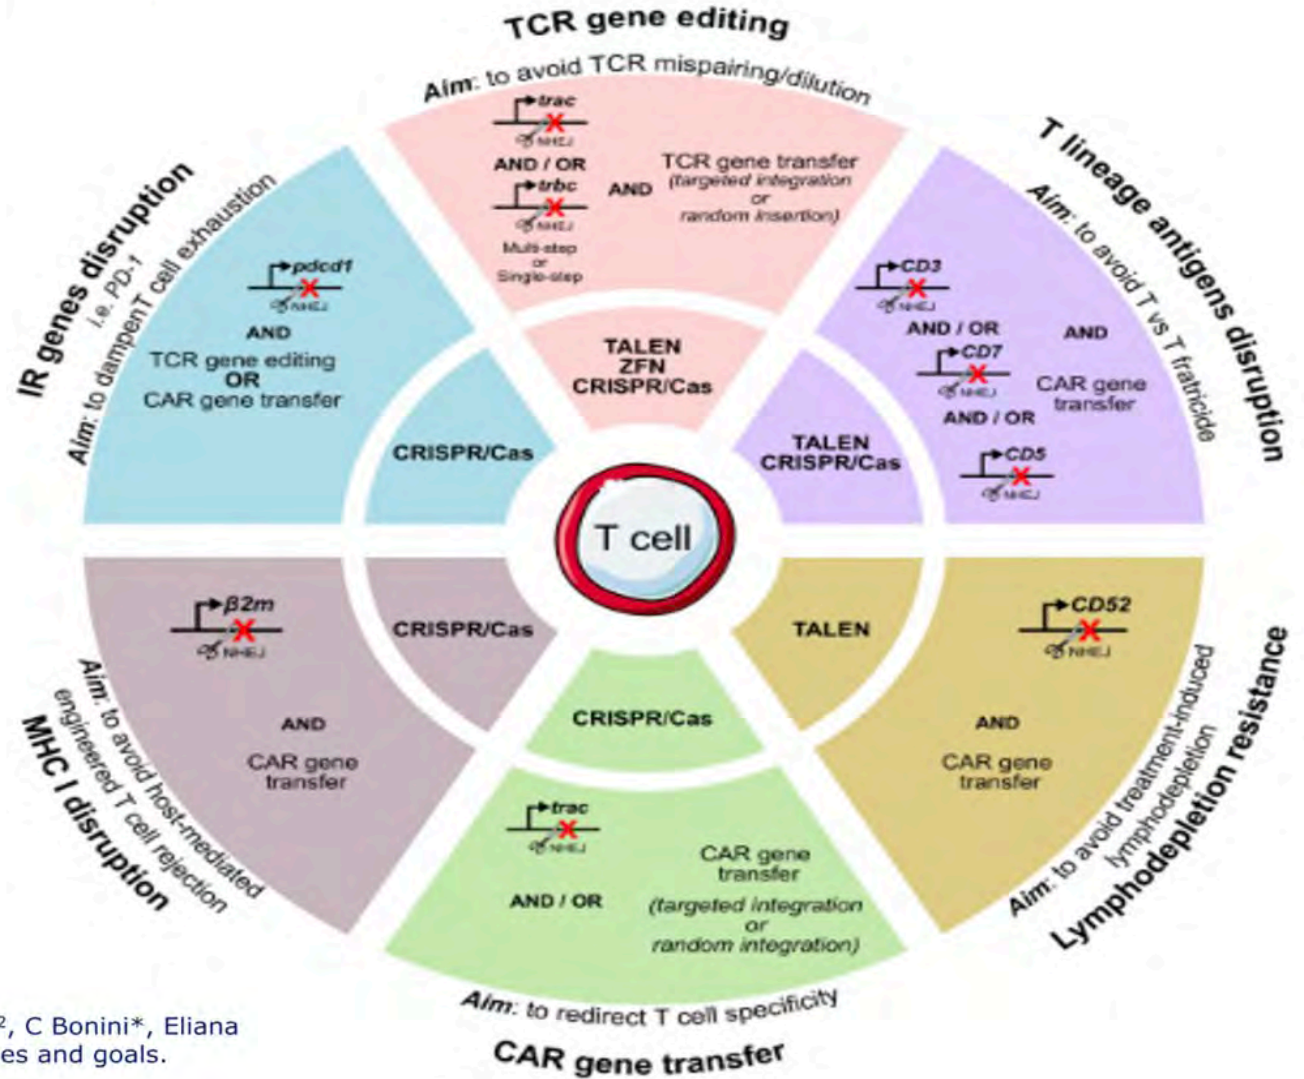 TCR gene editing
Aim: to avoid TCR mispairing/dilution
trac
NHEJ
AND / OR
trbc
NHEJ
Multi-step
or
Single-step
AND
TCR gene transfer
(targeted integration
or
random insertion)
TALEN
ZFN
CRISPR/Cas
T lineage antigens disruption
Aim: to avoid T vs T fratricide
CD3
NHEJ
AND / OR
CD7
NHEJ
AND / OR
CD5
NHEJ
AND
CAR gene
transfer
TALEN
CRISPR/Cas
IR genes disruption
i.e. PD-1
Aim: to dampen T cell exhaustion
pdcd1
NHEJ
AND
TCR gene editing
OR
CAR gene transfer
CRISPR/Cas
T cell
β2m
NHEJ
AND
CAR gene
transfer
CRISPR/Cas
Aim: to avoid host-mediated
engineered T cell rejection
MHC I disruption
CRISPR/Cas
trac
NHEJ
AND / OR
CAR gene
transfer
(targeted integration
or
random integration)
Aim: to redirect T cell specificity
CAR gene transfer
TALEN
CD52
NHEJ
AND
CAR gene
transfer
Aim: to avoid treatment-induced
lymphodepletion
Lymphodepletion resistance
², C Bonini*, Eliana
es and goals.